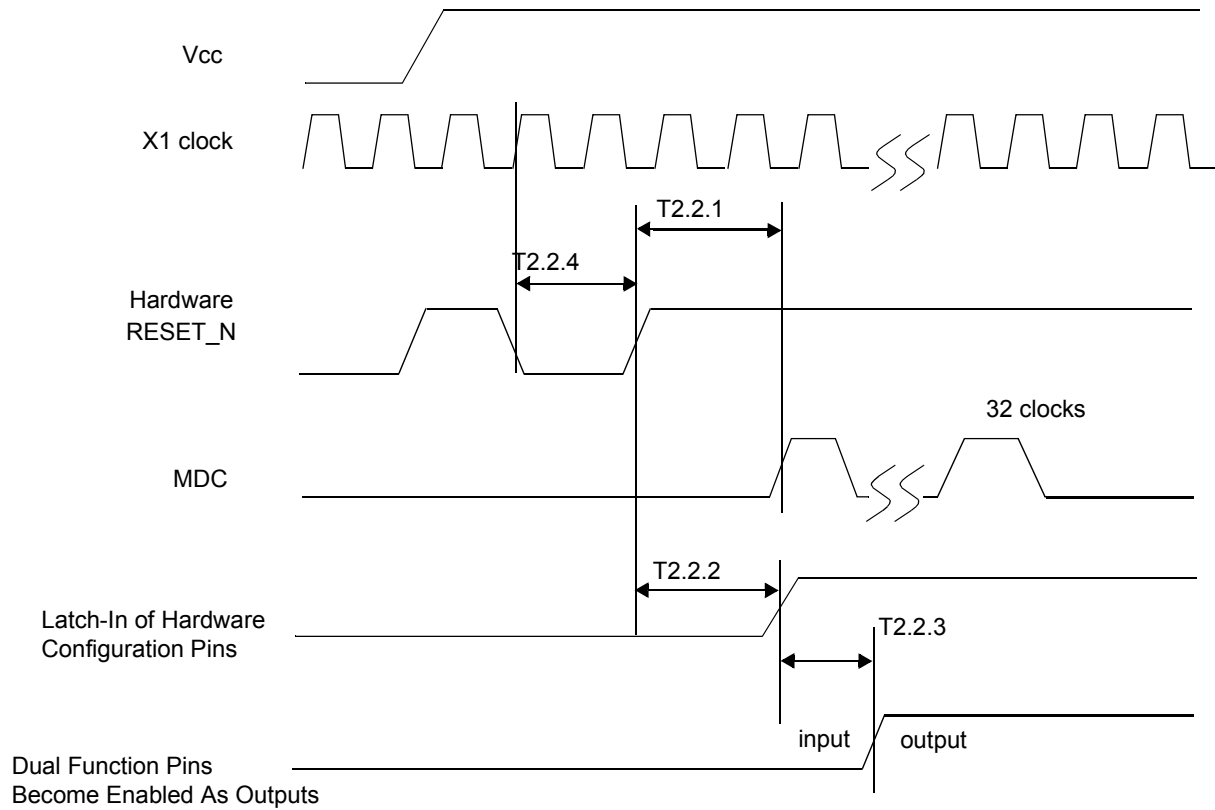 Vcc
X1 clock
T2.2.1
T2.2.4
Hardware
RESET_N
32 clocks
MDC
T2.2.2
Latch-In of Hardware
Configuration Pins
T2.2.3
input
output
Dual Function Pins
Become Enabled As Outputs